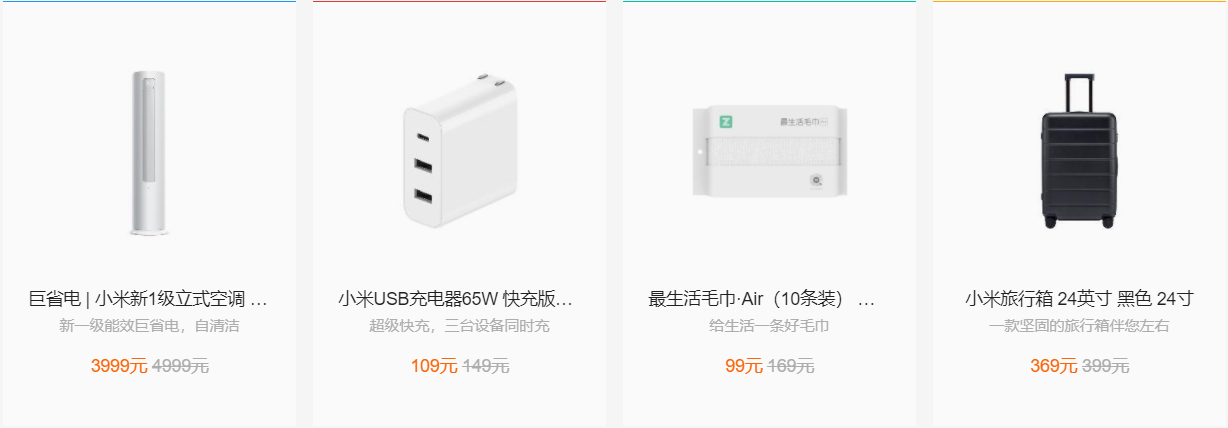 最生活毛巾Air
巨省电 | 小米新1级立式空调 …
新一级能效巨省电，自清洁
3999元 4999元
小米USB充电器65W 快充版…
超级快充，三台设备同时充
109元 149元
最生活毛巾·Air（10条装） …
给生活一条好毛巾
99元 169元
小米旅行箱 24英寸 黑色 24寸
一款坚固的旅行箱伴您左右
369元 399元